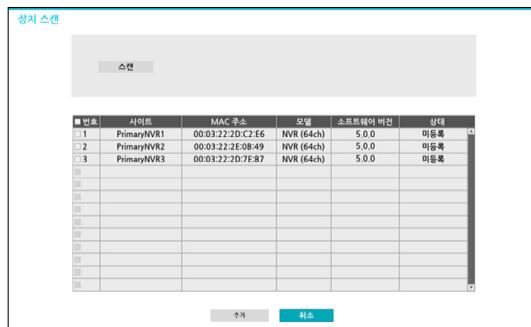 상치 스캔
스캔
번호 사이트 MAC 주소 모델 소프트웨어 버전 상태
1 PrimaryNVR1 00:03:22:2D:C2:E6 NVR (64ch) 5.0.0 미등록
2 PrimaryNVR2 00:03:22:2E:0B:49 NVR (64ch) 5.0.0 미등록
3 PrimaryNVR3 00:03:22:2D:7E:B7 NVR (64ch) 5.0.0 미등록
추가 취소